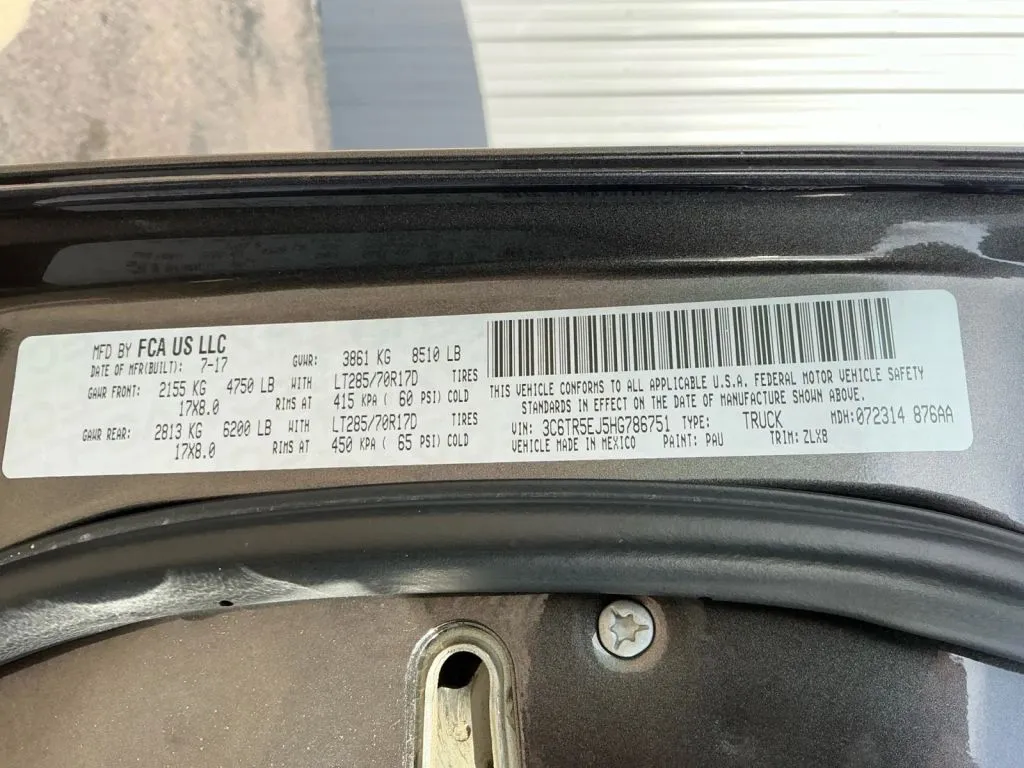 MFD BY FCA US LLC
DATE OF MFR(BUILT): 7-17 GVWR: 3861 KG 8510 LB
GAWR FRONT: 2155 KG 4750 LB WITH LT285/70R17D TIRES
17X8.0 RIMS AT 415 KPA ( 60 PSI) COLD
GAWR REAR: 2813 KG 6200 LB WITH LT285/70R17D TIRES
17X8.0 RIMS AT 450 KPA ( 65 PSI) COLD
THIS VEHICLE CONFORMS TO ALL APPLICABLE U.S.A. FEDERAL MOTOR VEHICLE SAFETY
STANDARDS IN EFFECT ON THE DATE OF MANUFACTURE SHOWN ABOVE.
VIN: 3C6TR5EJ5HG786751 TYPE: TRUCK MDH:072314 876AA
VEHICLE MADE IN MEXICO PAINT: PAU TRIM: ZLX8